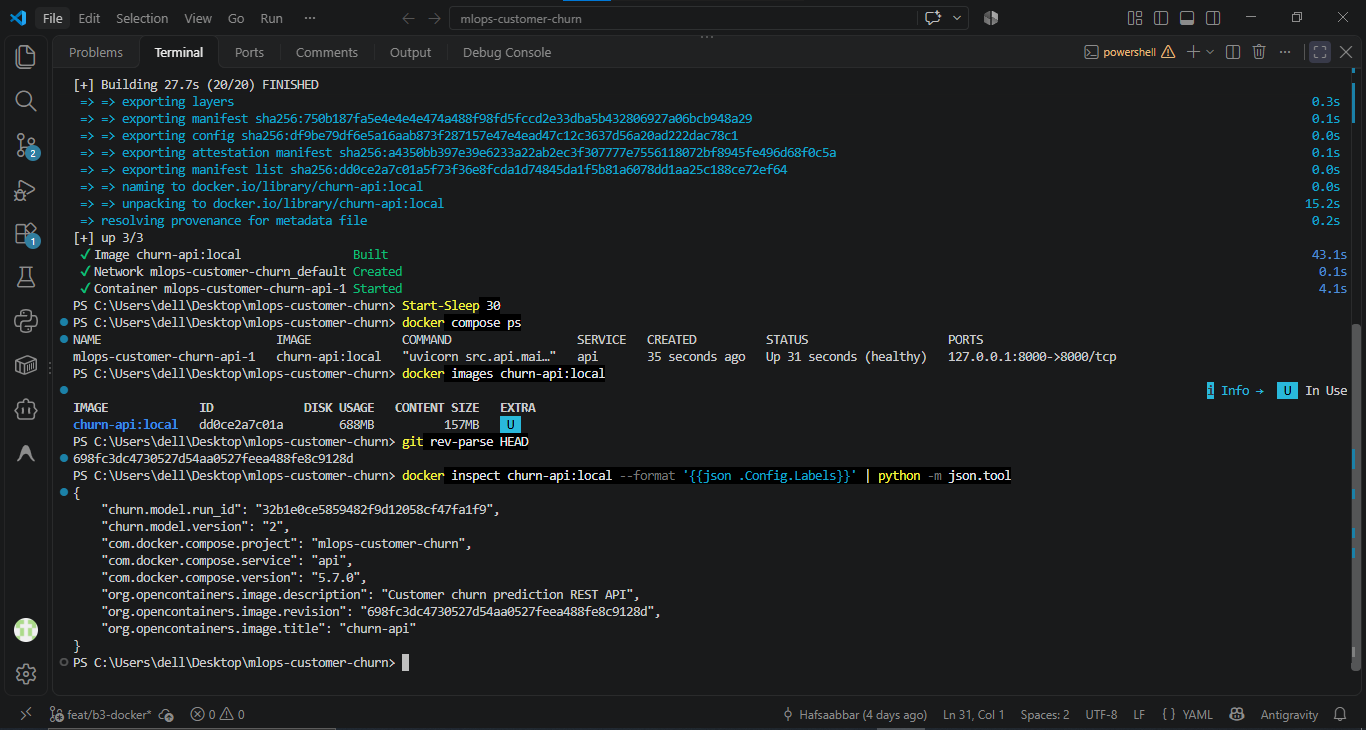 File Edit Selection View Go Run ··· mlops-customer-churn
Problems Terminal Ports Comments Output Debug Console powershell
[+] Building 27.7s (20/20) FINISHED
=> => exporting layers 0.3s
=> => exporting manifest sha256:750b187fa5e4e4e4e474a488f98fd5fccd2e33dba5b432806927a06bcb948a29 0.1s
=> => exporting config sha256:df9be79df6e5a16aab873f287157e47e4ead47c12c3637d56a20ad222dac78c1 0.0s
=> => exporting attestation manifest sha256:a4350bb397e39e6233a22ab2ec3f307777e7556118072bf8945fe496d68f0c5a 0.1s
=> => exporting manifest list sha256:dd0ce2a7c01a5f73f36e8fcda1d74845da1f5b81a6078dd1aa25c188ce72ef64 0.0s
=> => naming to docker.io/library/churn-api:local 0.0s
=> => unpacking to docker.io/library/churn-api:local 15.2s
=> resolving provenance for metadata file 0.2s
[+] up 3/3
✓ Image churn-api:local Built 43.1s
✓ Network mlops-customer-churn_default Created 0.1s
✓ Container mlops-customer-churn-api-1 Started 4.1s
PS C:\Users\dell\Desktop\mlops-customer-churn> Start-Sleep 30
PS C:\Users\dell\Desktop\mlops-customer-churn> docker compose ps
NAME IMAGE COMMAND SERVICE CREATED STATUS PORTS
mlops-customer-churn-api-1 churn-api:local "uvicorn src.api.mai…" api 35 seconds ago Up 31 seconds (healthy) 127.0.0.1:8000->8000/tcp
PS C:\Users\dell\Desktop\mlops-customer-churn> docker images churn-api:local
i Info → U In Use
IMAGE ID DISK USAGE CONTENT SIZE EXTRA
churn-api:local dd0ce2a7c01a 688MB 157MB U
PS C:\Users\dell\Desktop\mlops-customer-churn> git rev-parse HEAD
698fc3dc4730527d54aa0527feea488fe8c9128d
PS C:\Users\dell\Desktop\mlops-customer-churn> docker inspect churn-api:local --format '{{json .Config.Labels}}' | python -m json.tool
{
"churn.model.run_id": "32b1e0ce5859482f9d12058cf47fa1f9",
"churn.model.version": "2",
"com.docker.compose.project": "mlops-customer-churn",
"com.docker.compose.service": "api",
"com.docker.compose.version": "5.7.0",
"org.opencontainers.image.description": "Customer churn prediction REST API",
"org.opencontainers.image.revision": "698fc3dc4730527d54aa0527feea488fe8c9128d",
"org.opencontainers.image.title": "churn-api"
}
PS C:\Users\dell\Desktop\mlops-customer-churn>
2
1
feat/b3-docker* 0 0 Hafsaabbar (4 days ago) Ln 31, Col 1 Spaces: 2 UTF-8 LF { } YAML Antigravity